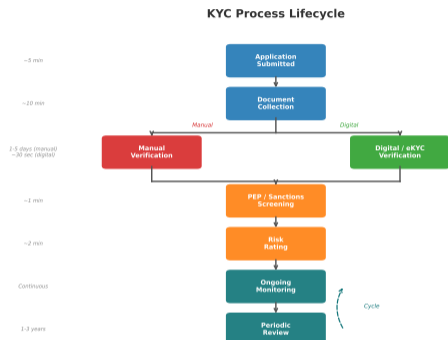 KYC Process Lifecycle
~5 min
Application
Submitted
~10 min
Document
Collection
Manual
Digital
1-5 days (manual)
~30 sec (digital)
Manual
Verification
Digital / eKYC
Verification
~1 min
PEP / Sanctions
Screening
~2 min
Risk
Rating
Continuous
Ongoing
Monitoring
Cycle
1-3 years
Periodic
Review